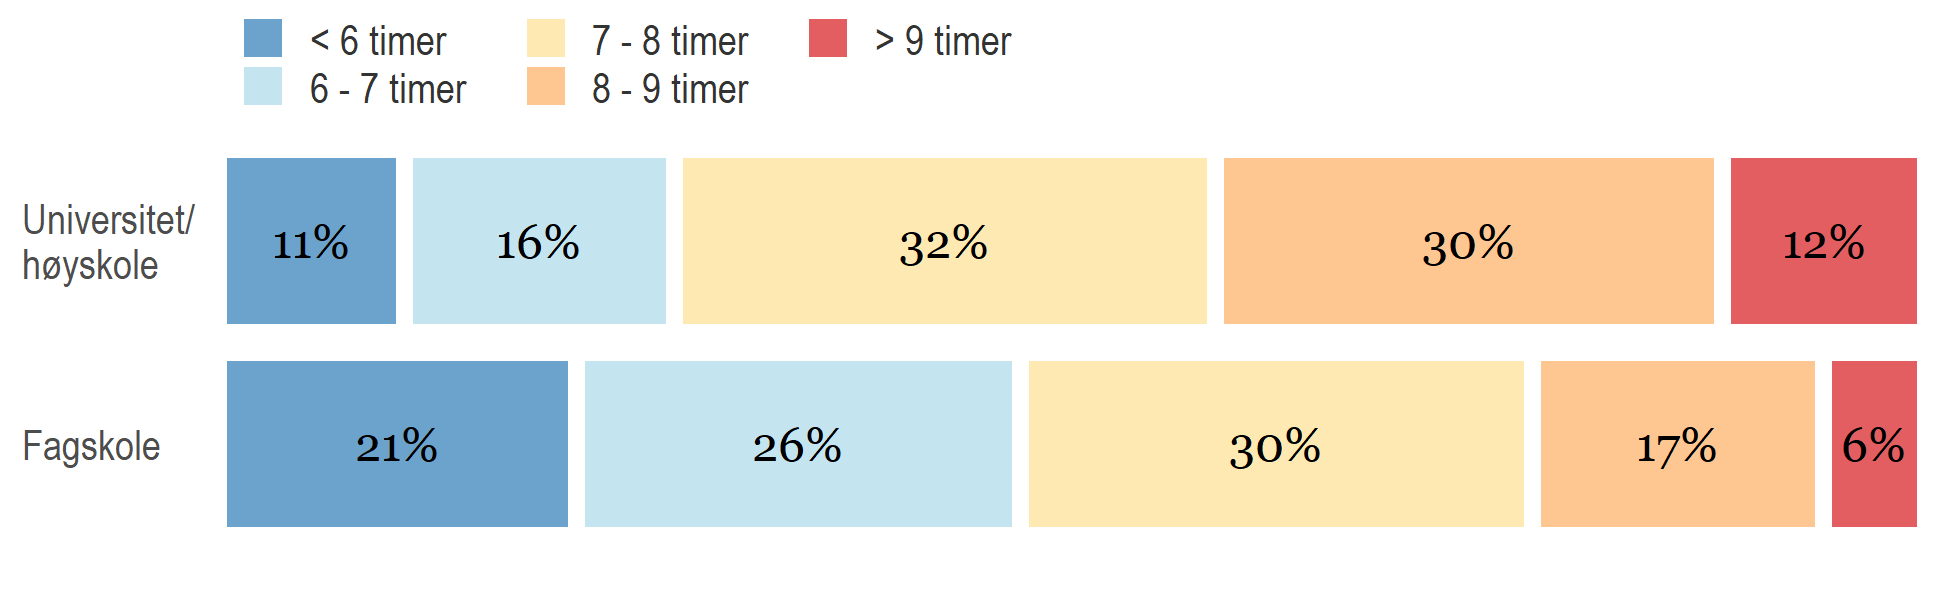 < 6 timer 7 - 8 timer > 9 timer
6 - 7 timer 8 - 9 timer
Universitet/
høyskole
11% 16% 32% 30% 12%
Fagskole
21% 26% 30% 17% 6%